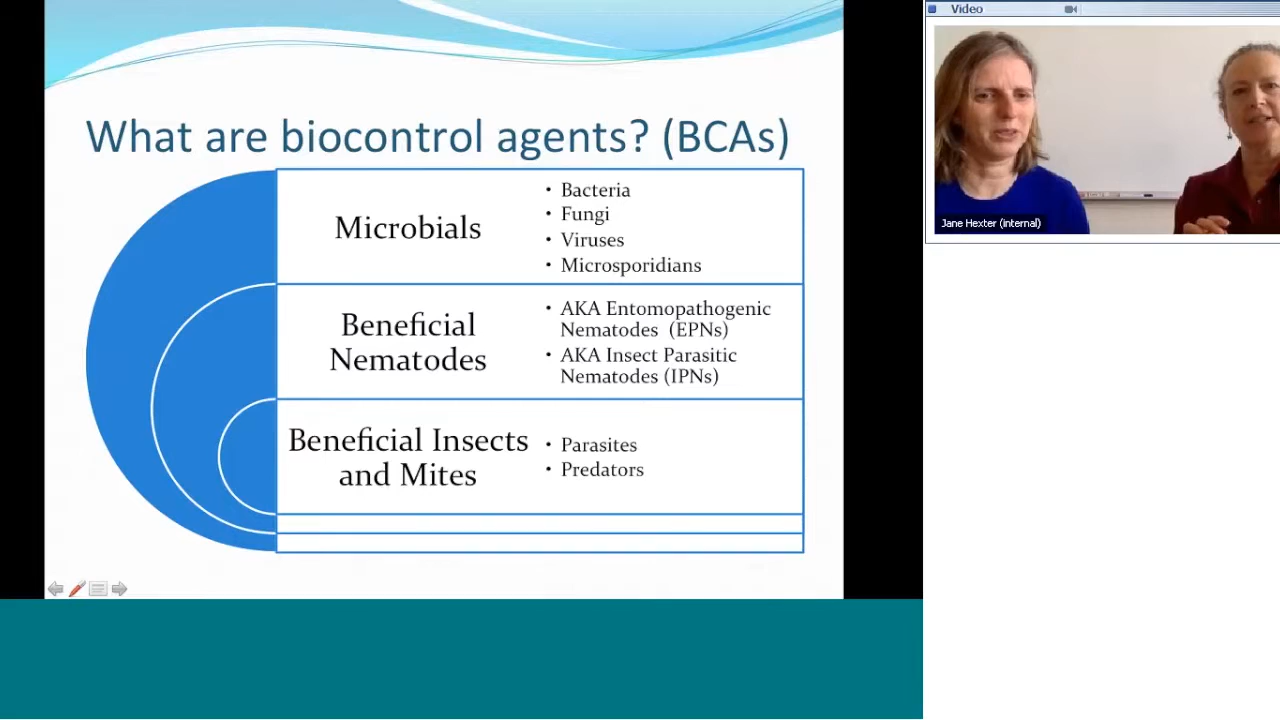 What are biocontrol agents? (BCAs)
Microbials
• Bacteria
• Fungi
• Viruses
• Microsporidians
Beneficial
Nematodes
• AKA Entomopathogenic
Nematodes (EPNs)
• AKA Insect Parasitic
Nematodes (IPNs)
Beneficial Insects
and Mites
• Parasites
• Predators
Video
Jane Hexter (internal)